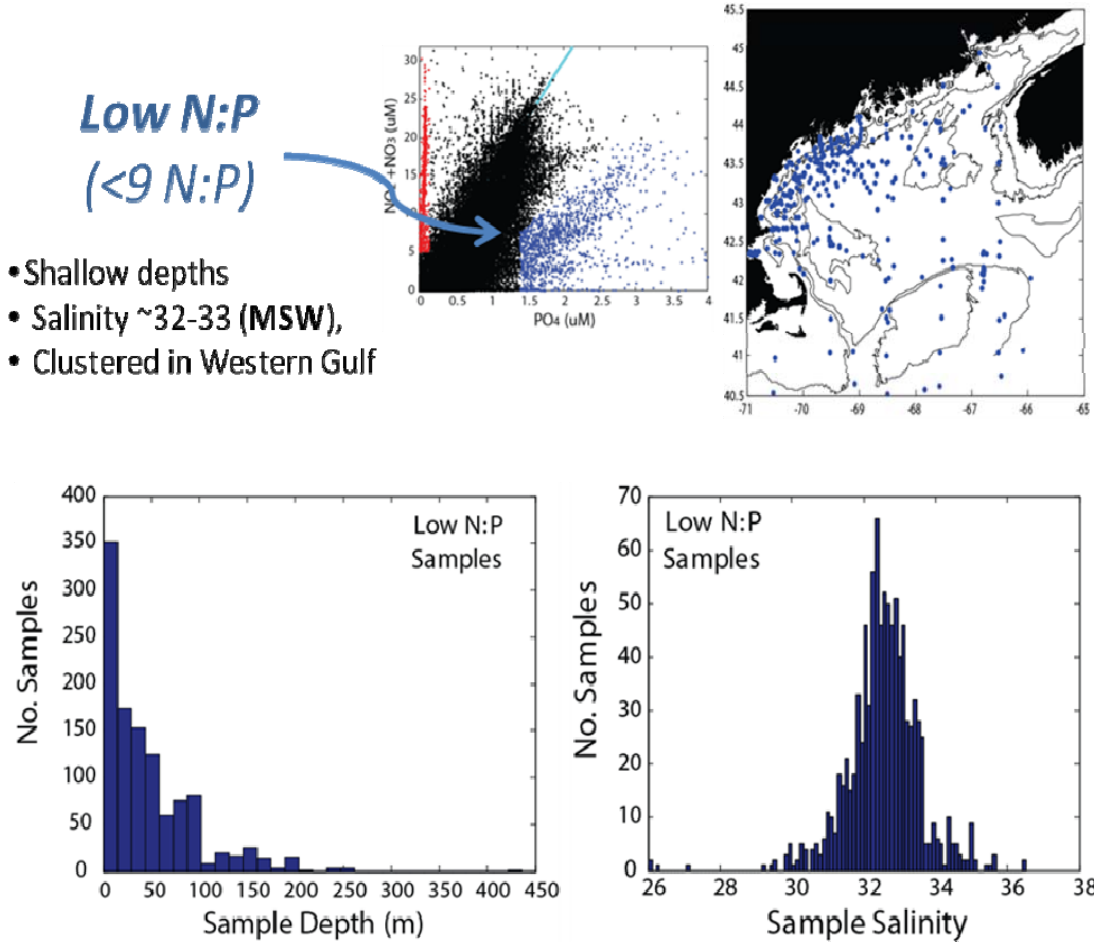 Low N:P
(<9 N:P)
•Shallow depths
• Salinity ~32-33 (MSW),
• Clustered in Western Gulf
30
25
20
15
10
5
0
+NO3 (uM)
0 0.5 1 1.5 2 2.5 3 3.5 4
PO4 (uM)
45.5
45
44.5
44
43.5
43
42.5
42
41.5
41
40.5
-71 -70 -69 -68 -67 -66 -65
400
350
300
250
200
150
100
50
0
No. Samples
Low N:P
Samples
0 50 100 150 200 250 300 350 400 450
Sample Depth (m)
70
60
50
40
30
20
10
0
No. Samples
Low N:P
Samples
26 28 30 32 34 36 38
Sample Salinity